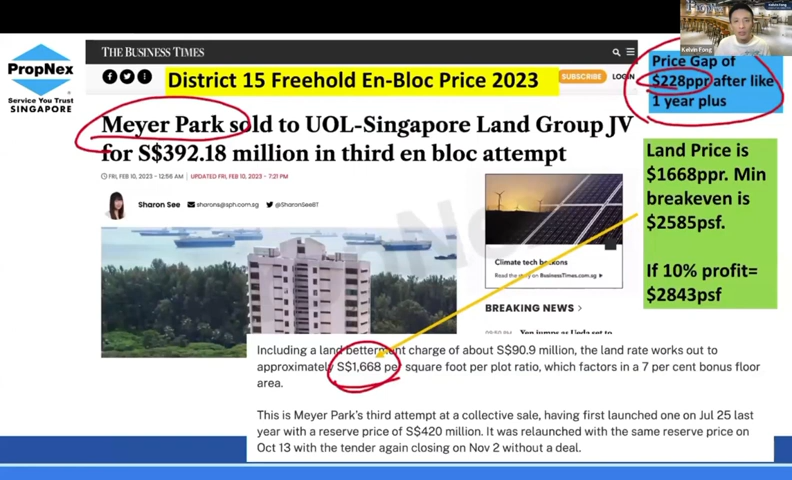 THE BUSINESS TIMES
PropNex
Service You Trust
SINGAPORE
District 15 Freehold En-Bloc Price 2023
SUBSCRIBE
LOGIN
Kelvin Fong
Price Gap of
$228ppr after like
1 year plus
Meyer Park sold to UOL-Singapore Land Group JV
for S$392.18 million in third en bloc attempt
FRI, FEB 10, 2023 - 12:56 AM UPDATED FRI, FEB 10, 2023 - 7:21 PM
Sharon See sharons@sph.com.sg @SharonSeeBT
Land Price is
$1668ppr. Min
breakeven is
$2585psf.
If 10% profit=
$2843psf
Climate tech beckons
Read the story on BusinessTimes.com.sg
BREAKING NEWS
Including a land betterment charge of about S$90.9 million, the land rate works out to
approximately S$1,668 per square foot per plot ratio, which factors in a 7 per cent bonus floor
area.
This is Meyer Park's third attempt at a collective sale, having first launched one on Jul 25 last
year with a reserve price of S$420 million. It was relaunched with the same reserve price on
Oct 13 with the tender again closing on Nov 2 without a deal.